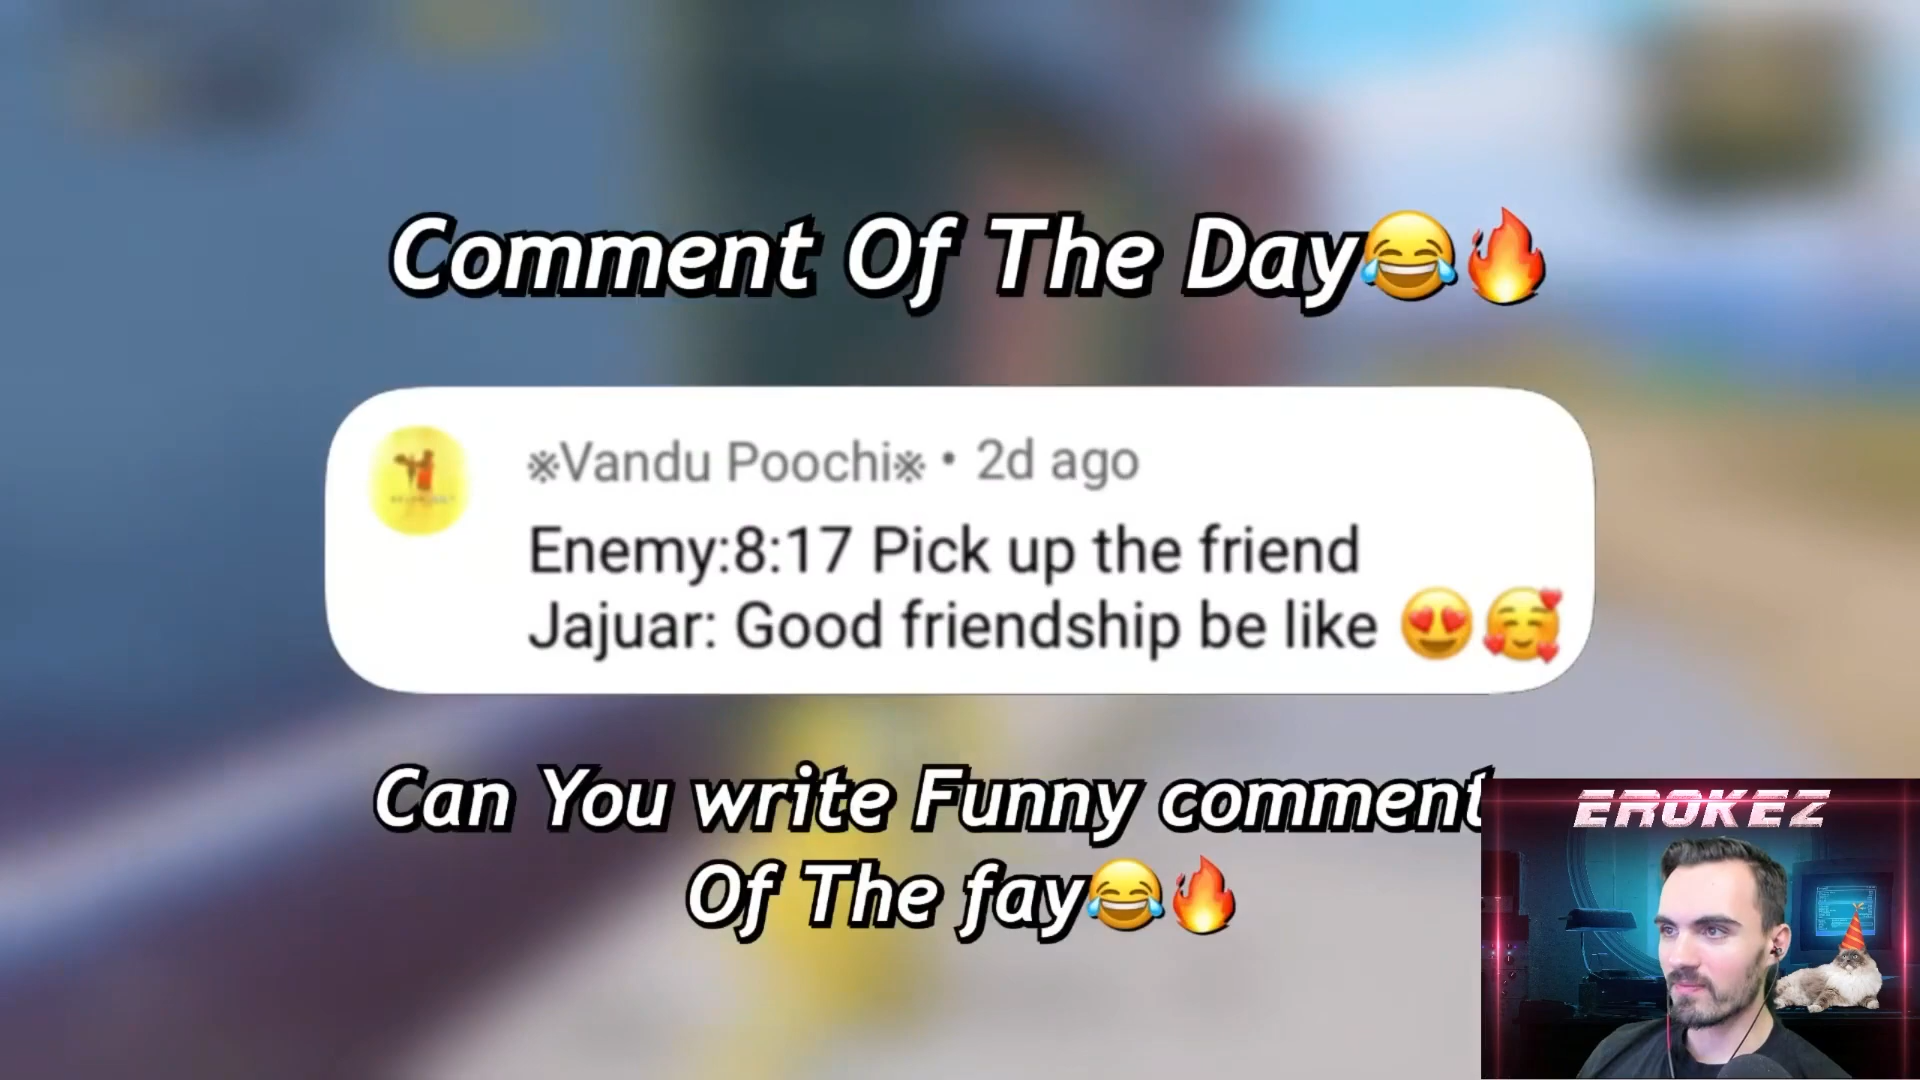 Comment Of The Day😂🔥
※Vandu Poochi※ • 2d ago
Enemy:8:17 Pick up the friend
Jajuar: Good friendship be like 😍🥰
Can You write Funny comment
Of The fay😂🔥
EROKEZ